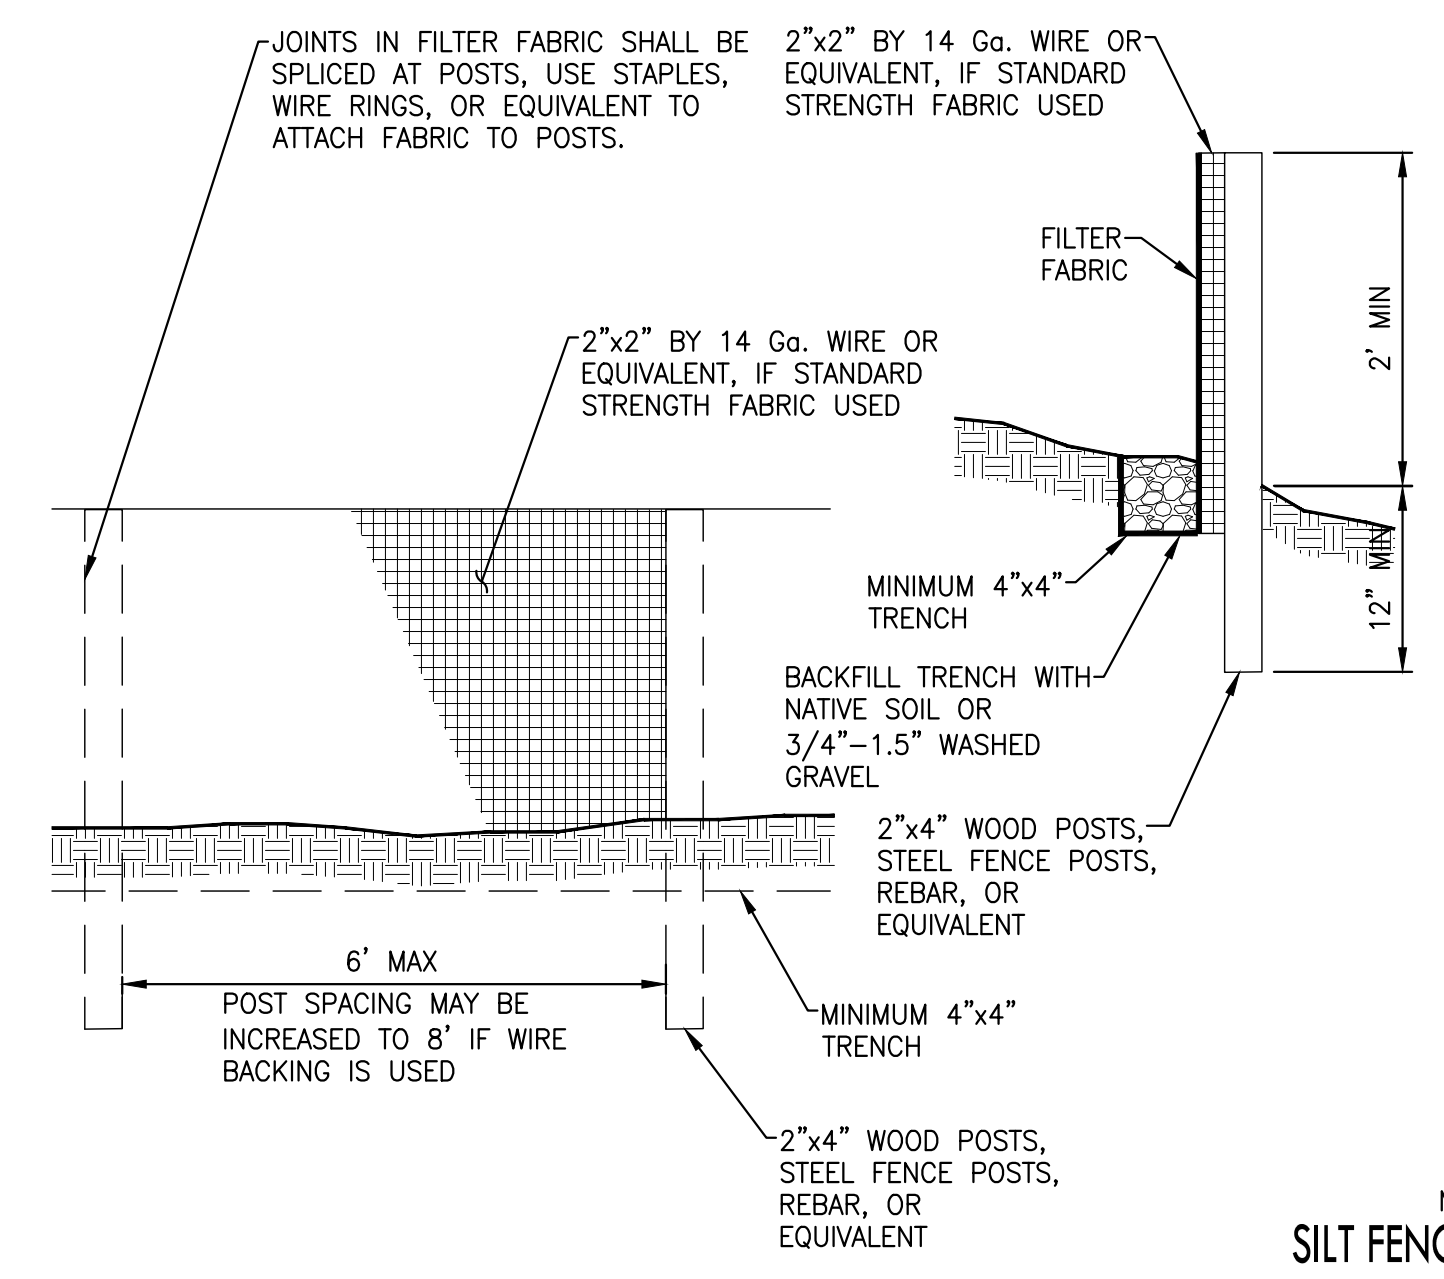 JOINTS IN FILTER FABRIC SHALL BE
SPLICED AT POSTS, USE STAPLES,
WIRE RINGS, OR EQUIVALENT TO
ATTACH FABRIC TO POSTS.
2"x2" BY 14 Ga. WIRE OR
EQUIVALENT, IF STANDARD
STRENGTH FABRIC USED
FILTER
FABRIC
2' MIN
2"x2" BY 14 Ga. WIRE OR
EQUIVALENT, IF STANDARD
STRENGTH FABRIC USED
12" MIN
MINIMUM 4"x4"
TRENCH
BACKFILL TRENCH WITH
NATIVE SOIL OR
3/4"-1.5" WASHED
GRAVEL
2"x4" WOOD POSTS,
STEEL FENCE POSTS,
REBAR, OR
EQUIVALENT
6' MAX
POST SPACING MAY BE
INCREASED TO 8' IF WIRE
BACKING IS USED
MINIMUM 4"x4"
TRENCH
2"x4" WOOD POSTS,
STEEL FENCE POSTS,
REBAR, OR
EQUIVALENT
SILT